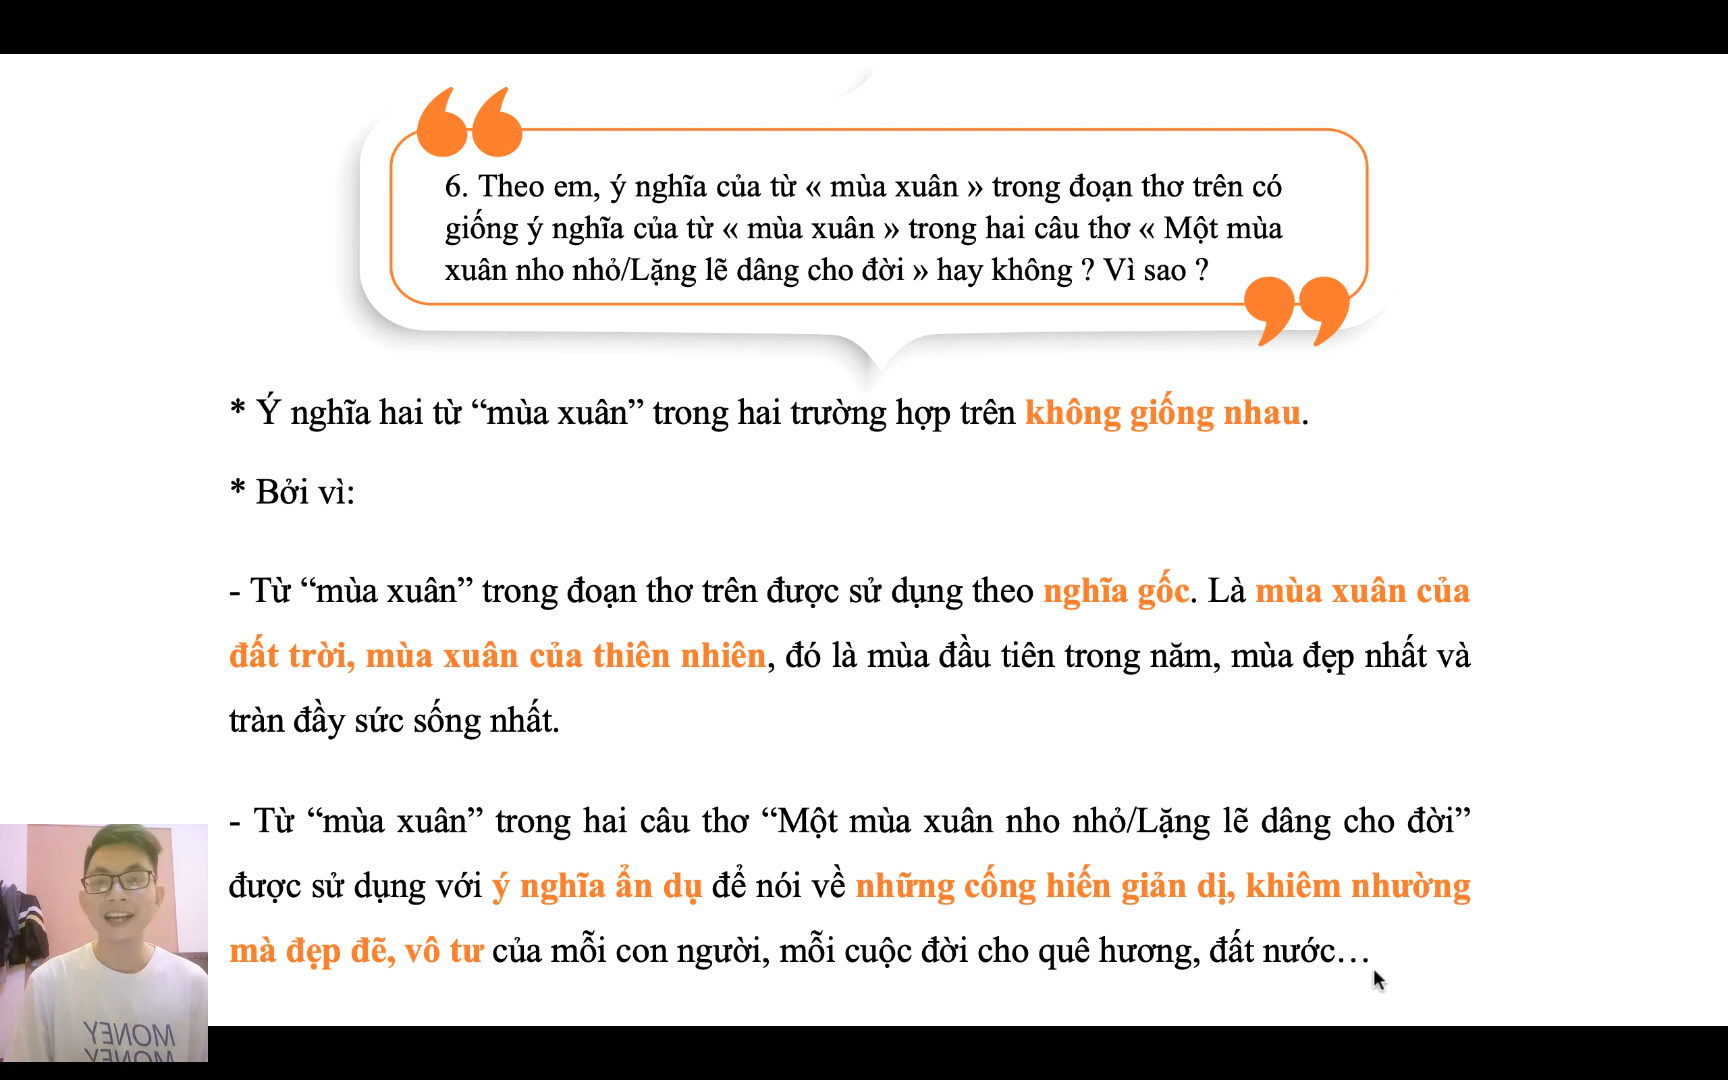 6. Theo em, ý nghĩa của từ « mùa xuân » trong đoạn thơ trên có
giống ý nghĩa của từ « mùa xuân » trong hai câu thơ « Một mùa
xuân nho nhỏ/Lặng lẽ dâng cho đời » hay không ? Vì sao ?
* Ý nghĩa hai từ “mùa xuân” trong hai trường hợp trên không giống nhau.
* Bởi vì:
- Từ “mùa xuân” trong đoạn thơ trên được sử dụng theo nghĩa gốc. Là mùa xuân của
đất trời, mùa xuân của thiên nhiên, đó là mùa đầu tiên trong năm, mùa đẹp nhất và
tràn đầy sức sống nhất.
- Từ “mùa xuân” trong hai câu thơ “Một mùa xuân nho nhỏ/Lặng lẽ dâng cho đời”
được sử dụng với ý nghĩa ẩn dụ để nói về những cống hiến giản dị, khiêm nhường
mà đẹp đẽ, vô tư của mỗi con người, mỗi cuộc đời cho quê hương, đất nước…
MONEY
MONEY